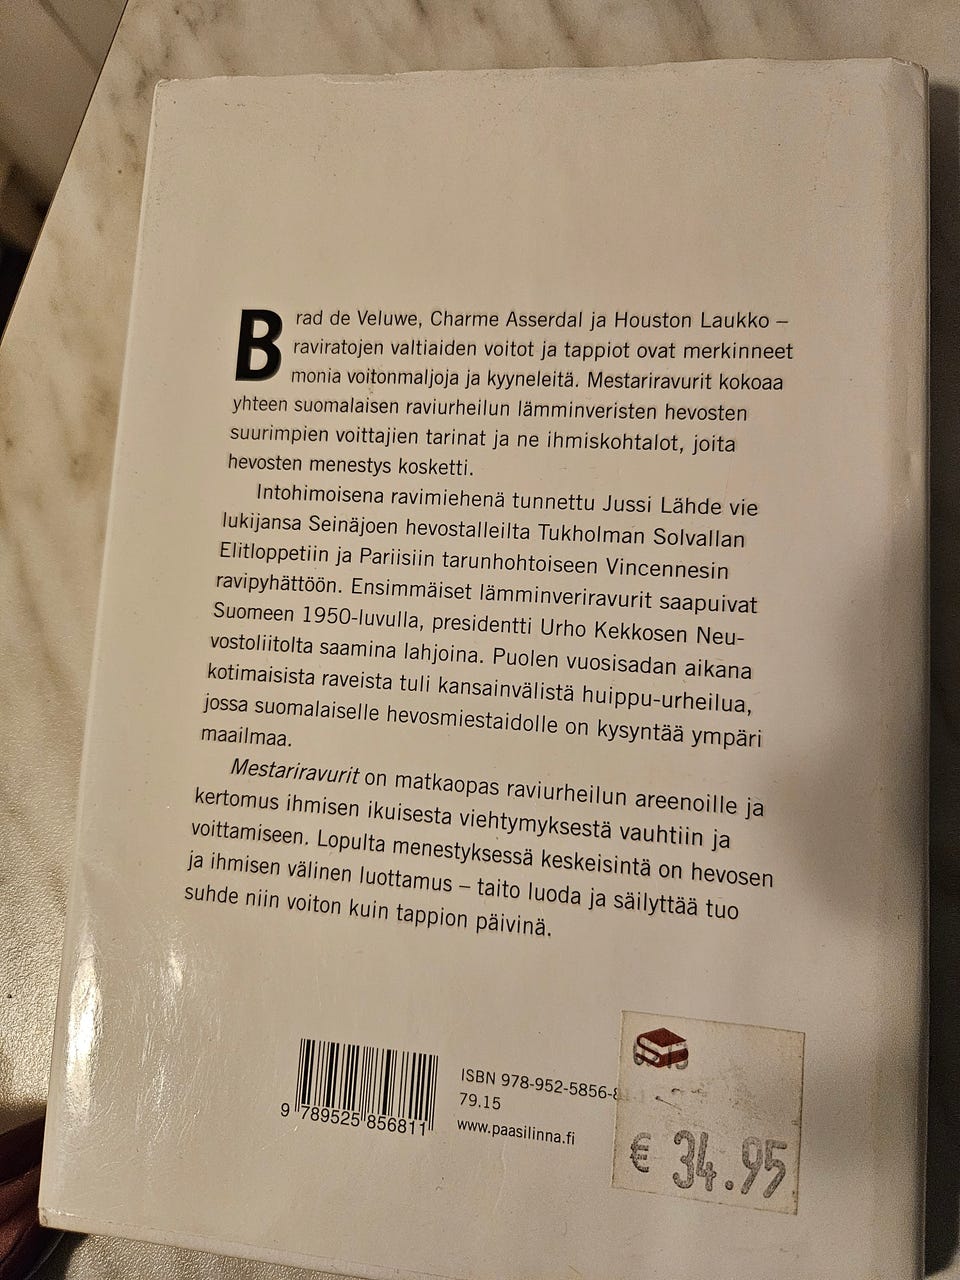 Brad de Veluwe, Charme Asserdal ja Houston Laukko –
raviratojen valtiaiden voitot ja tappiot ovat merkinneet
monia voitonmaljoja ja kyyneleitä. Mestariravurit kokoaa
yhteen suomalaisen raviurheilun lämminveristen hevosten
suurimpien voittajien tarinat ja ne ihmiskohtalot, joita
hevosten menestys kosketti.
Intohimoisena ravimiehenä tunnettu Jussi Lähde vie
lukijansa Seinäjoen hevostalleilta Tukholman Solvallan
Elitloppetiin ja Pariisiin tarunhohtoiseen Vincennesin
ravipyhättöön. Ensimmäiset lämminveriravurit saapuivat
Suomeen 1950-luvulla, presidentti Urho Kekkosen Neu-
vostoliitolta saamina lahjoina. Puolen vuosisadan aikana
kotimaisista raveista tuli kansainvälistä huippu-urheilua,
jossa suomalaiselle hevosmiestaidolle on kysyntää ympäri
maailmaa.
Mestariravurit on matkaopas raviurheilun areenoille ja
kertomus ihmisen ikuisesta viehtymyksestä vauhtiin ja
voittamiseen. Lopulta menestyksessä keskeisintä on hevosen
ja ihmisen välinen luottamus – taito luoda ja säilyttää tuo
suhde niin voiton kuin tappion päivinä.
ISBN 978-952-5856-
79.15
www.paasilinna.fi
9 789525 856811
€ 34.95